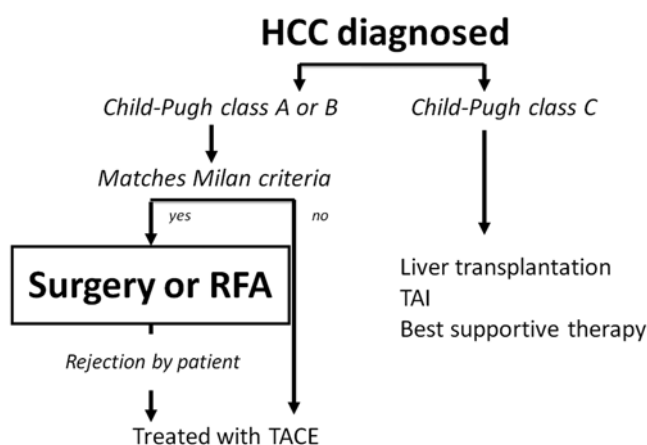 HCC diagnosed
Child-Pugh class A or B
Child-Pugh class C
Matches Milan criteria
yes
no
Surgery or RFA
Liver transplantation
TAI
Best supportive therapy
Rejection by patient
Treated with TACE